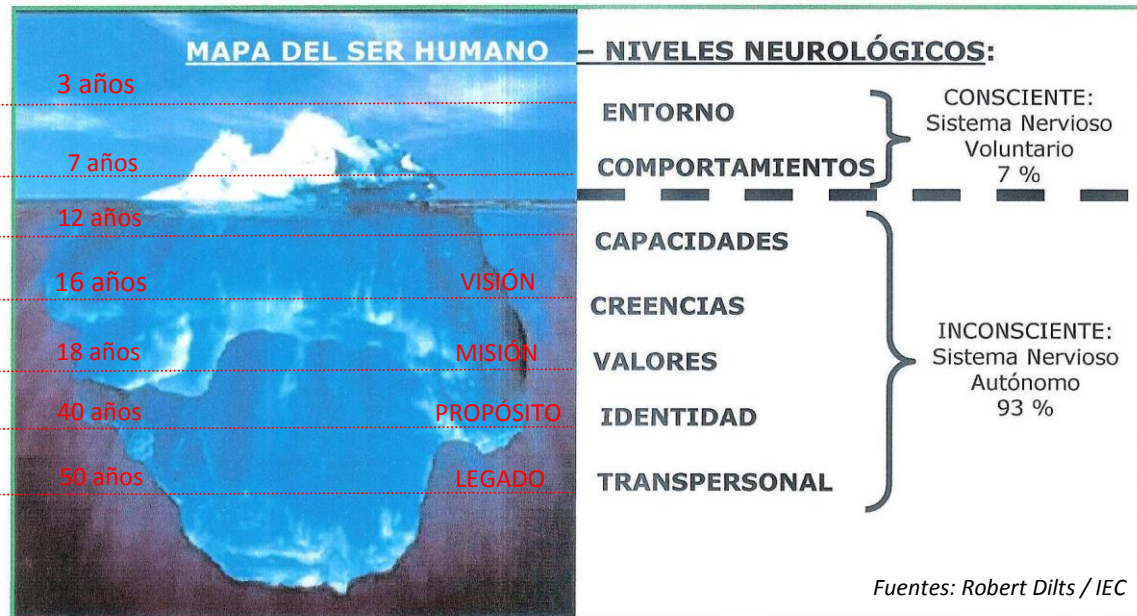 MAPA DEL SER HUMANO – NIVELES NEUROLÓGICOS:
3 años
ENTORNO
7 años
COMPORTAMIENTOS
CONSCIENTE:
Sistema Nervioso
Voluntario
7 %
12 años
CAPACIDADES
16 años
VISIÓN
CREENCIAS
18 años
MISIÓN
VALORES
40 años
PROPÓSITO
IDENTIDAD
50 años
LEGADO
TRANSPERSONAL
INCONSCIENTE:
Sistema Nervioso
Autónomo
93 %
Fuentes: Robert Dilts / IEC